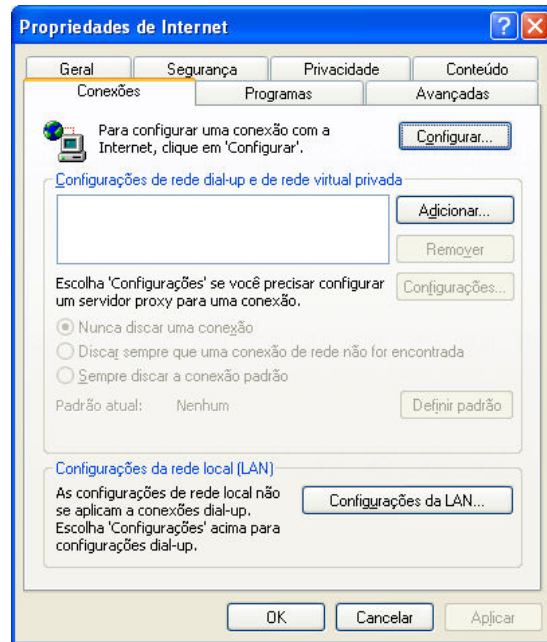 Propriedades de Internet
Geral Segurança Privacidade Conteúdo
Conexões Programas Avançadas
Para configurar uma conexão com a
Internet, clique em 'Configurar'.
Configurar...
Configurações de rede dial-up e de rede virtual privada
Adicionar...
Remover
Escolha 'Configurações' se você precisar configurar
um servidor proxy para uma conexão.
Configurações...
Nunca discar uma conexão
Discar sempre que uma conexão de rede não for encontrada
Sempre discar a conexão padrão
Padrão atual: Nenhum
Definir padrão
Configurações da rede local (LAN)
As configurações de rede local não
se aplicam a conexões dial-up.
Escolha 'Configurações' acima para
configurações dial-up.
Configurações da LAN...
OK Cancelar Aplicar